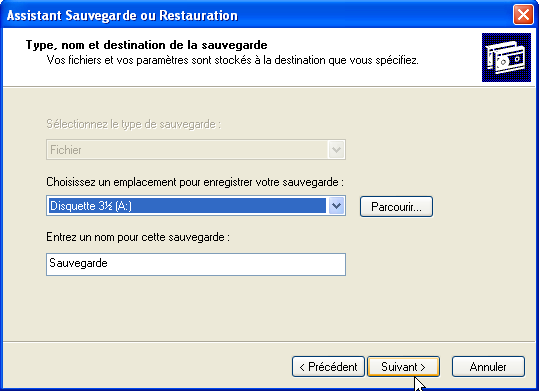 Assistant Sauvegarde ou Restauration
Type, nom et destination de la sauvegarde
Vos fichiers et vos paramètres sont stockés à la destination que vous spécifiez.
Sélectionnez le type de sauvegarde :
Fichier
Choisissez un emplacement pour enregistrer votre sauvegarde :
Disquette 3½ (A:)
Parcourir...
Entrez un nom pour cette sauvegarde :
Sauvegarde
< Précédent
Suivant >
Annuler